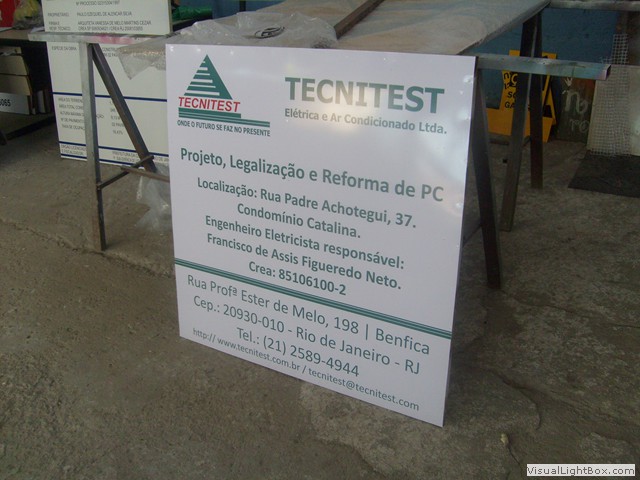 TECNITEST
ONDE O FUTURO SE FAZ NO PRESENTE
TECNITEST
Elétrica e Ar Condicionado Ltda.
Projeto, Legalização e Reforma de PC
Localização: Rua Padre Achotegui, 37.
Condomínio Catalina.
Engenheiro Eletricista responsável:
Francisco de Assis Figueredo Neto.
Crea: 85106100-2
Rua Profª Ester de Melo, 198 | Benfica
Cep.: 20930-010 - Rio de Janeiro - RJ
Tel.: (21) 2589-4944
http:// www.tecnitest.com.br / tecnitest@tecnitest.com
VisualLightBox.com